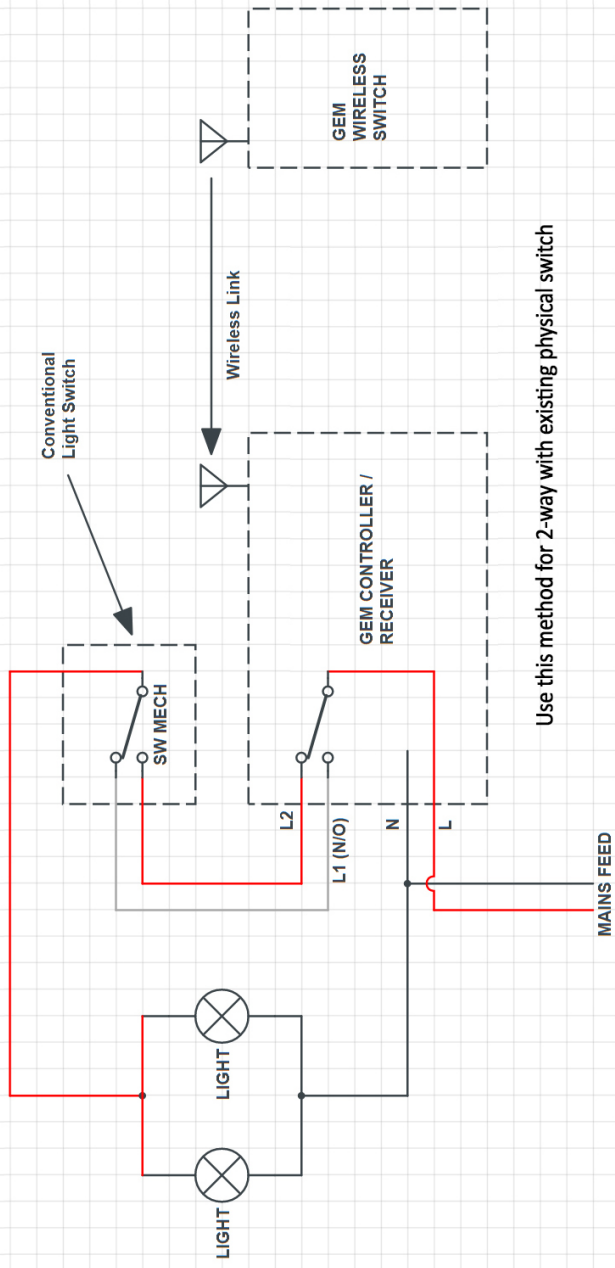 GEM
WIRELESS
SWITCH
Wireless Link
Conventional
Light Switch
GEM CONTROLLER /
RECEIVER
SW MECH
L2
L1 (N/O)
N
L
MAINS FEED
LIGHT
LIGHT
Use this method for 2-way with existing physical switch